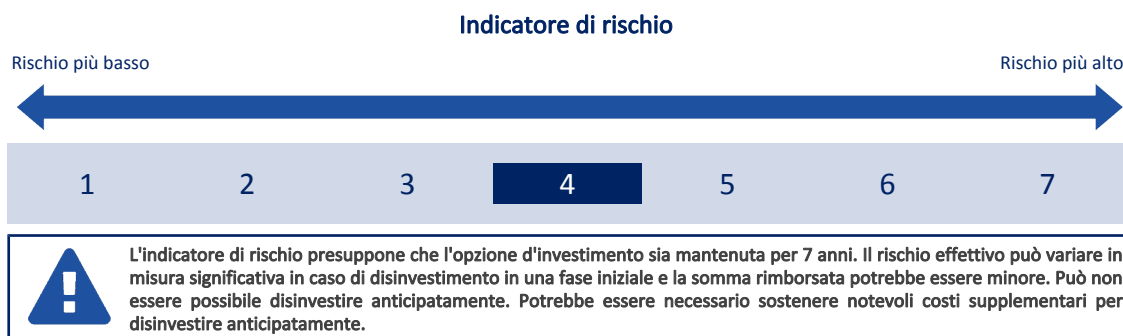 Indicatore di rischio
Rischio più basso
Rischio più alto
1 2 3 4 5 6 7
L'indicatore di rischio presuppone che l'opzione d'investimento sia mantenuta per 7 anni. Il rischio effettivo può variare in
misura significativa in caso di disinvestimento in una fase iniziale e la somma rimborsata potrebbe essere minore. Può non
essere possibile disinvestire anticipatamente. Potrebbe essere necessario sostenere notevoli costi supplementari per
disinvestire anticipatamente.